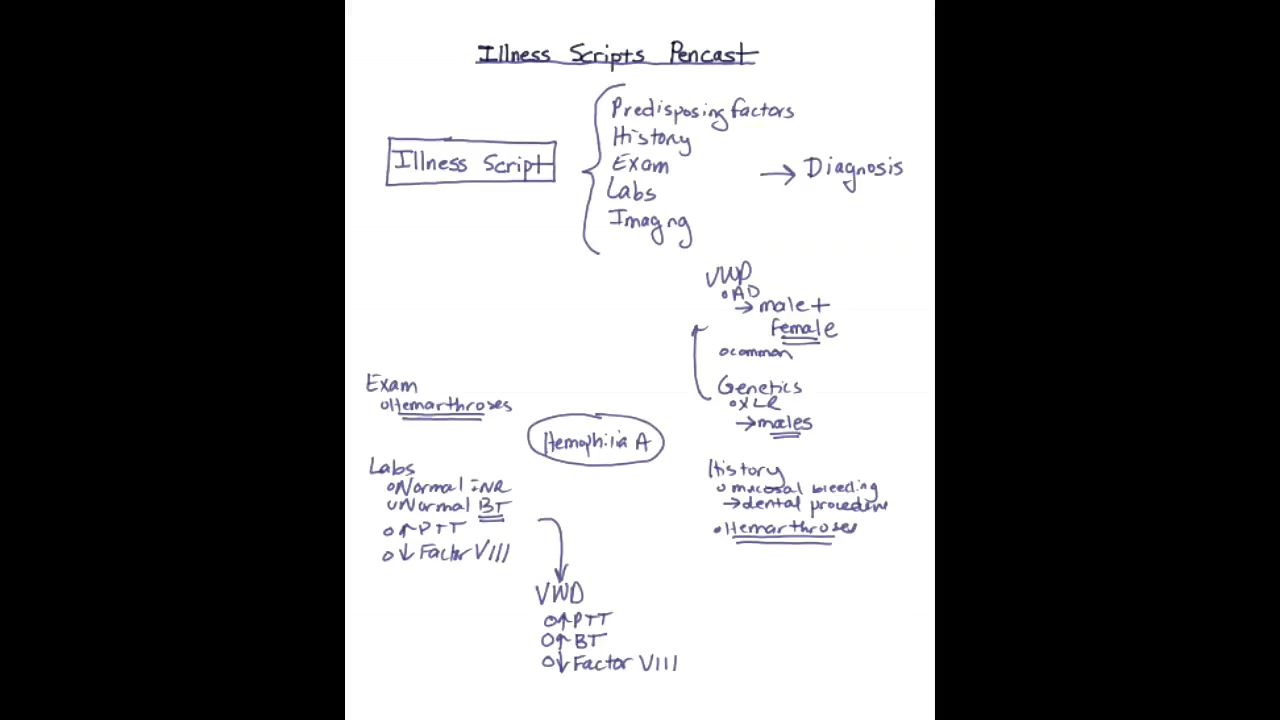 Illness Scripts Pencast
Illness Script
Predisposing factors
History
Exam
Labs
Imagng
→ Diagnosis
VWD
o AD
→ male +
female
o common
Genetics
o XLR
→ males
Exam
o Hemarthroses
Hemophilia A
Labs
o Normal INR
o Normal BT
o ↑ PTT
o ↓ Factor VIII
History
o mucosal bleeding
→ dental procedure
o Hemarthroses
VWD
o ↑ PTT
o ↑ BT
o ↓ Factor VIII